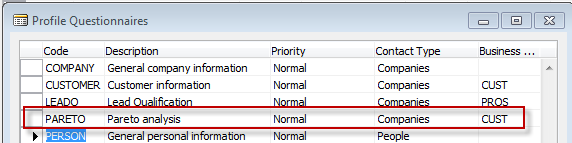 Profile Questionnaires
Code Description Priority Contact Type Business ...
COMPANY General company information Normal Companies
CUSTOMER Customer information Normal Companies CUST
LEADQ Lead Qualification Normal Companies PROS
PARETO Pareto analysis Normal Companies CUST
PERSON General personal information Normal People